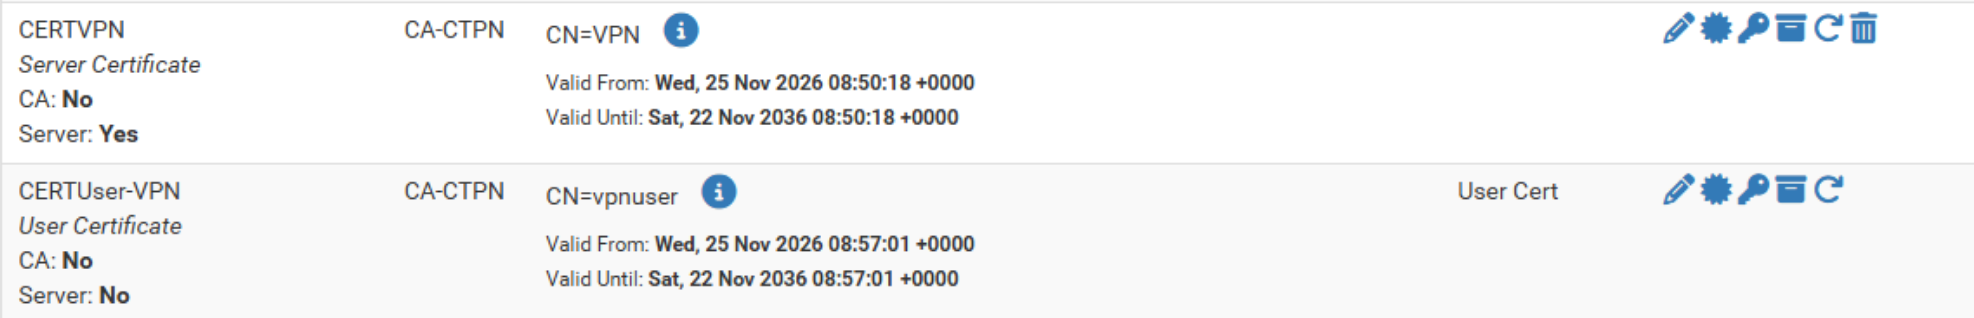 CERTVPN
Server Certificate
CA: No
Server: Yes
CA-CTPN
CN=VPN
Valid From: Wed, 25 Nov 2026 08:50:18 +0000
Valid Until: Sat, 22 Nov 2036 08:50:18 +0000
CERTUser-VPN
User Certificate
CA: No
Server: No
CA-CTPN
CN=vpnuser
Valid From: Wed, 25 Nov 2026 08:57:01 +0000
Valid Until: Sat, 22 Nov 2036 08:57:01 +0000
User Cert